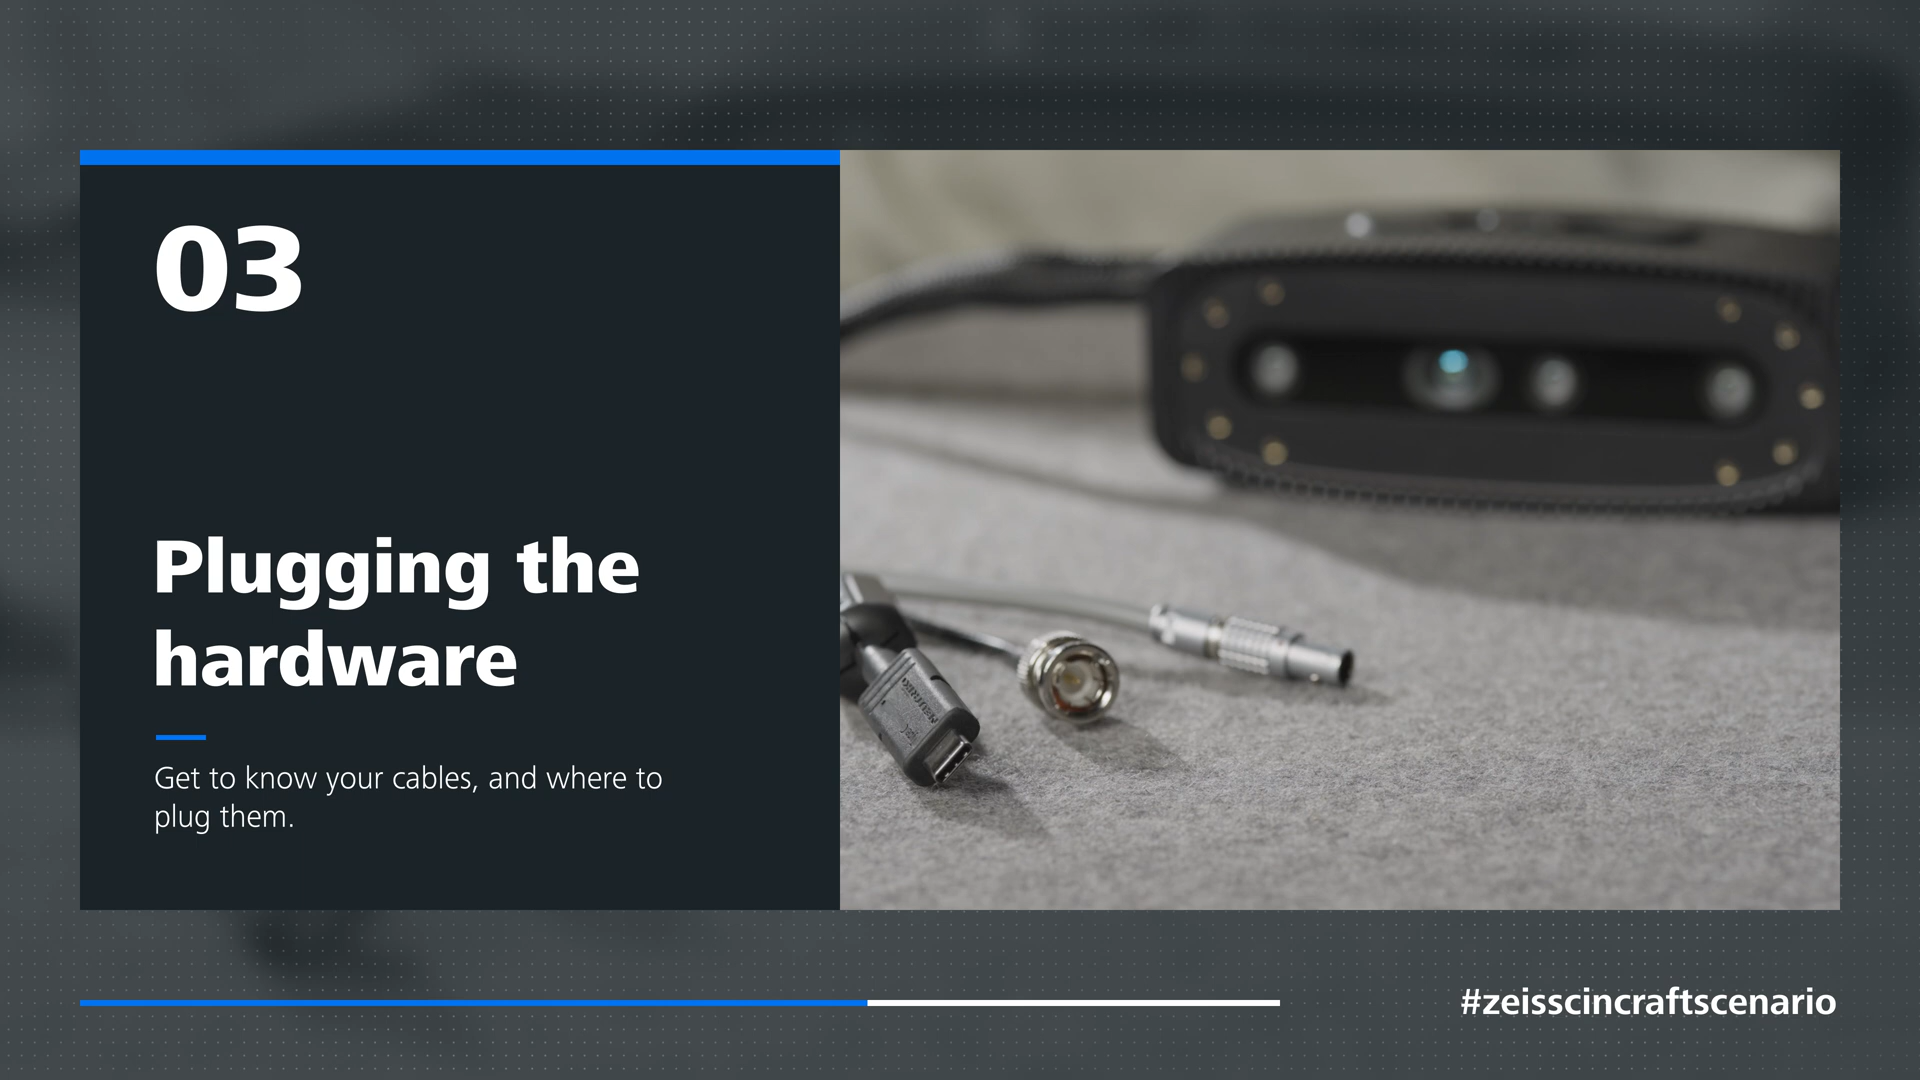 03
Plugging the
hardware
Get to know your cables, and where to
plug them.
#zeisscincraftscenario